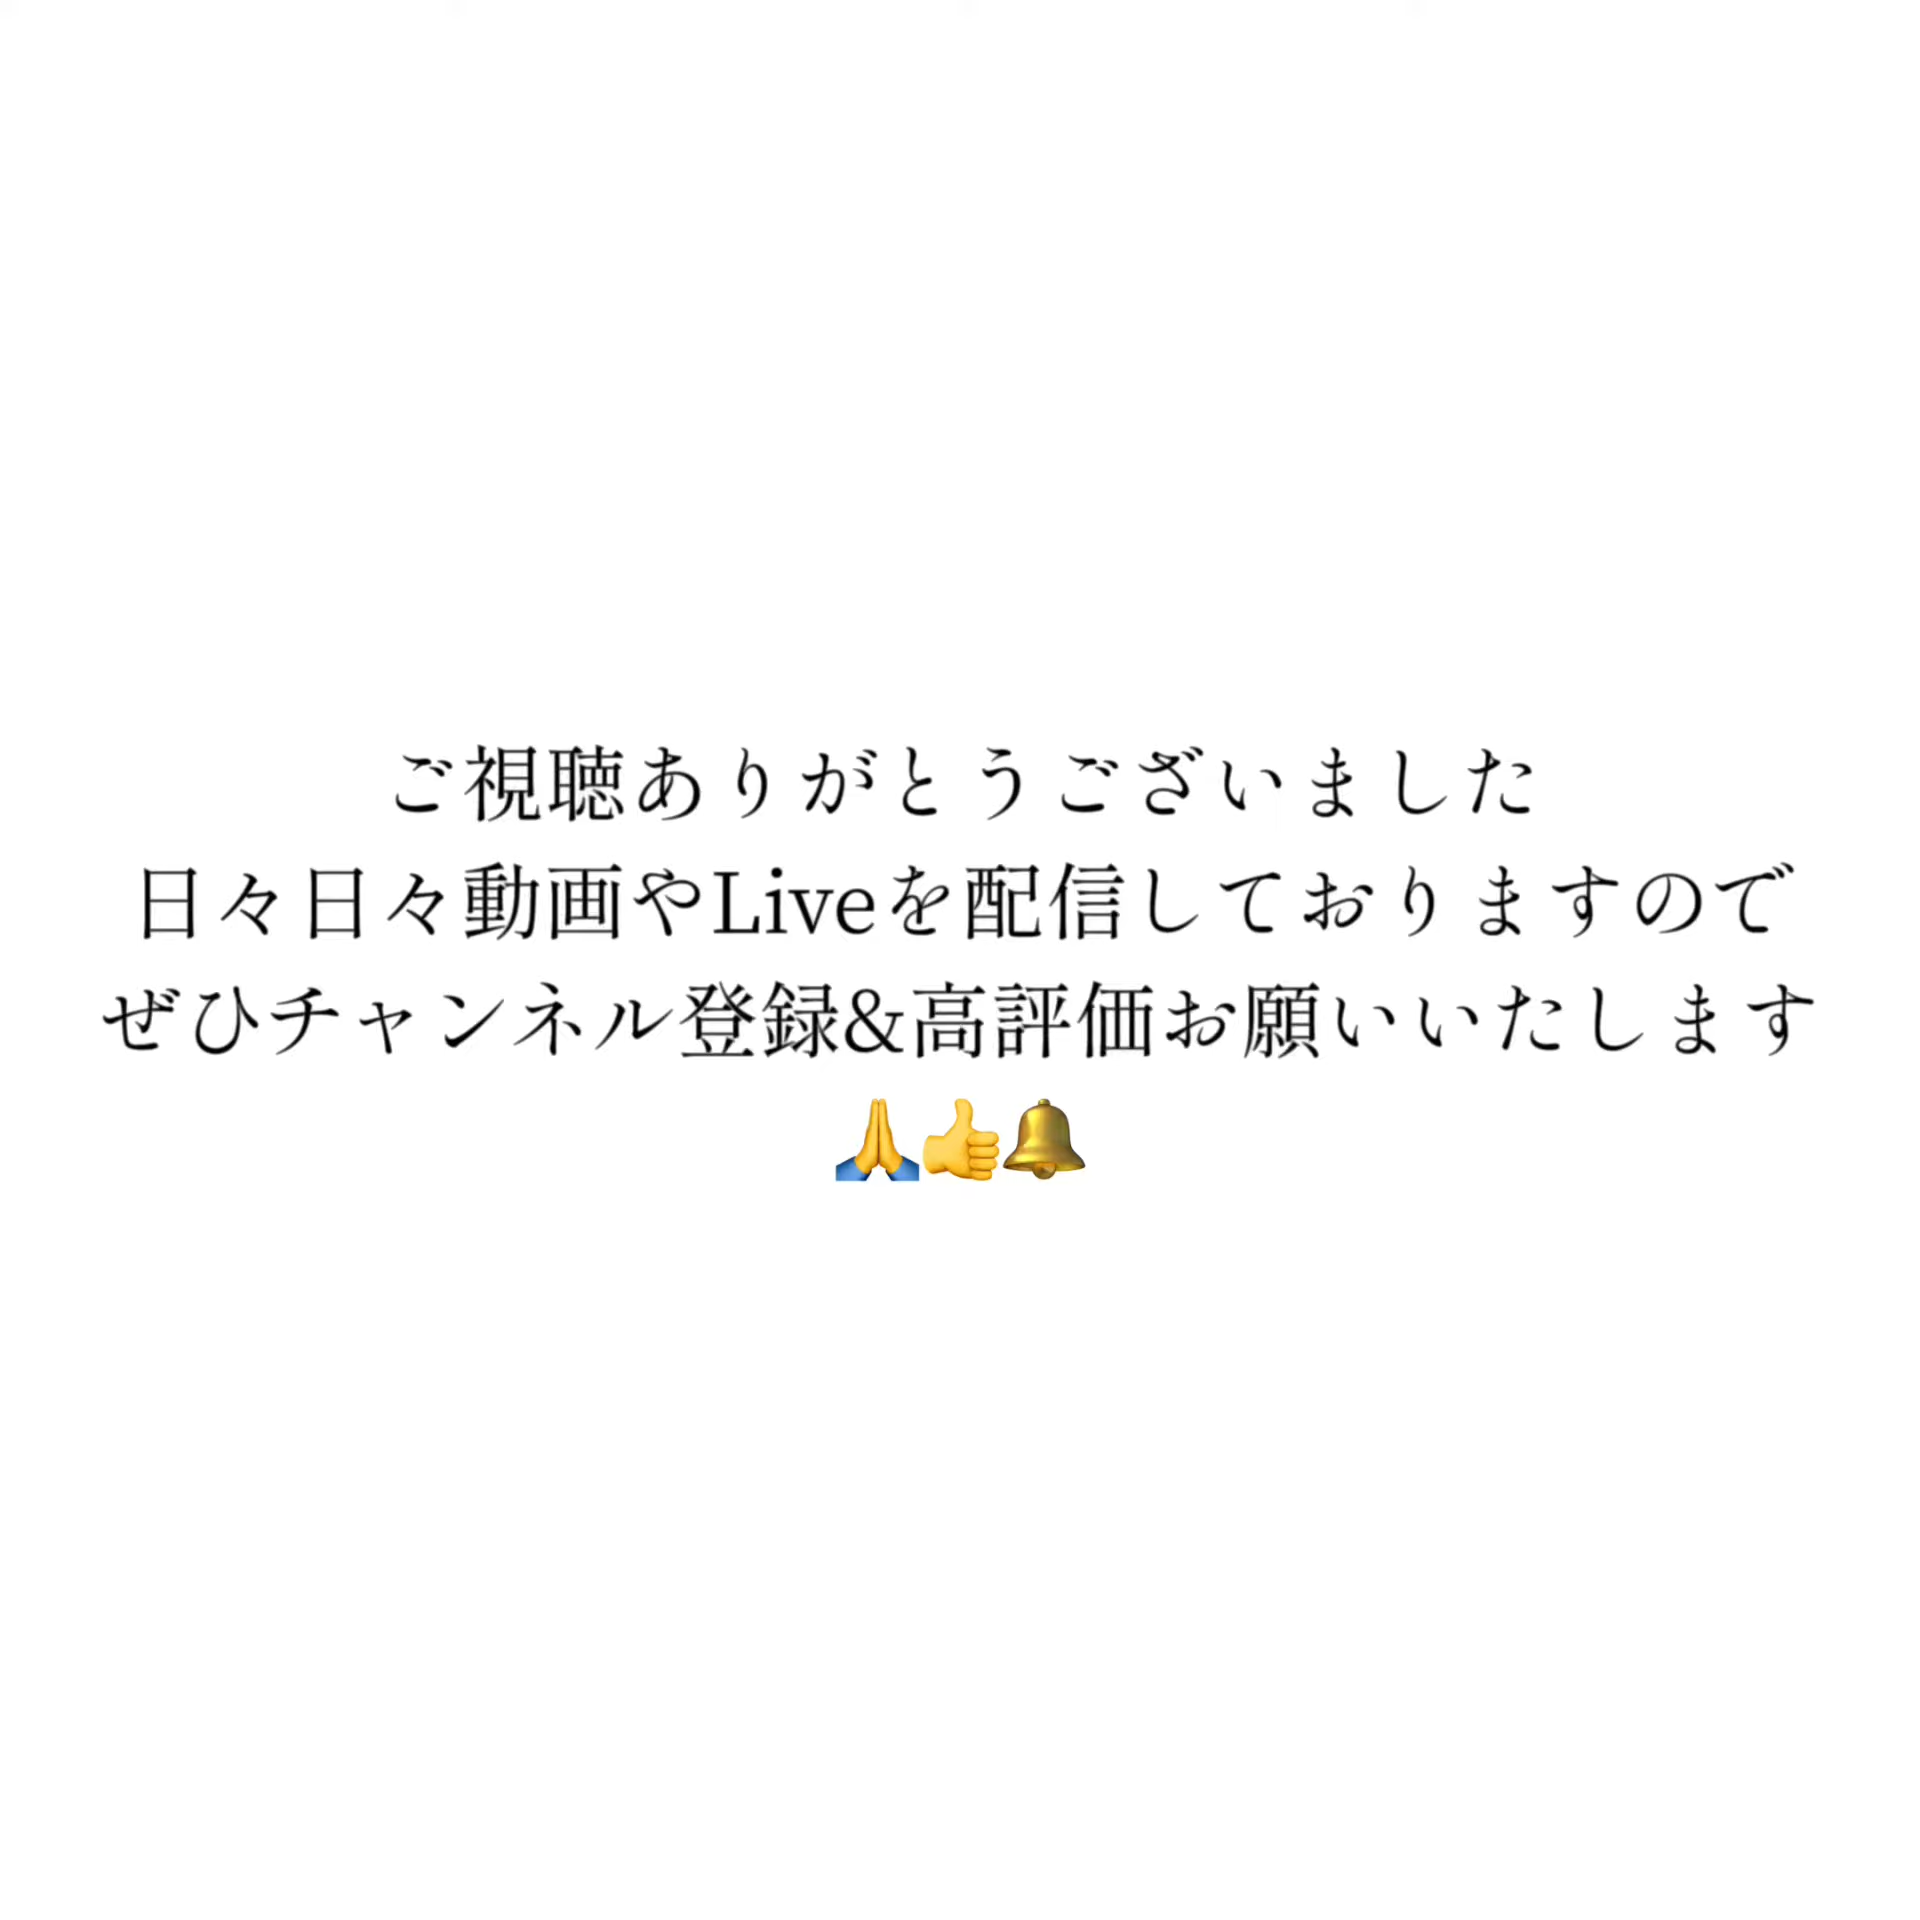 ご視聴ありがとうございました
日々日々動画やLiveを配信しておりますので
ぜひチャンネル登録&高評価お願いいたします
🙏👍🔔